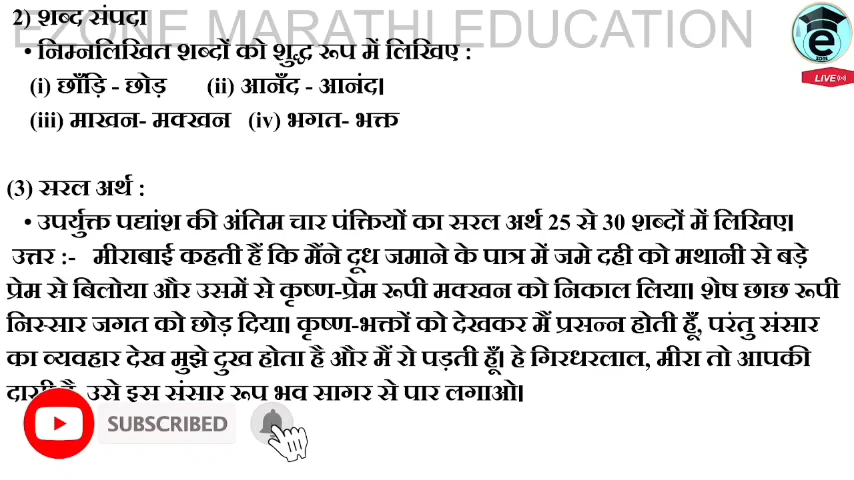 EZONE MARATHI EDUCATION
2) शब्द संपदा
• निम्नलिखित शब्दों को शुद्ध रूप में लिखिए :
(i) छाँड़ि - छोड़ (ii) आनँद - आनंद।
(iii) माखन- मक्खन (iv) भगत- भक्त
(3) सरल अर्थ :
• उपर्युक्त पद्यांश की अंतिम चार पंक्तियों का सरल अर्थ 25 से 30 शब्दों में लिखिए।
उत्तर :- मीराबाई कहती हैं कि मैंने दूध जमाने के पात्र में जमे दही को मथानी से बड़े
प्रेम से बिलोया और उसमें से कृष्ण-प्रेम रूपी मक्खन को निकाल लिया। शेष छाछ रूपी
निस्सार जगत को छोड़ दिया। कृष्ण-भक्तों को देखकर मैं प्रसन्न होती हूँ, परंतु संसार
का व्यवहार देख मुझे दुख होता है और मैं रो पड़ती हूँ। हे गिरधरलाल, मीरा तो आपकी
दासी है, उसे इस संसार रूप भव सागर से पार लगाओ।
SUBSCRIBED
e
LIVE